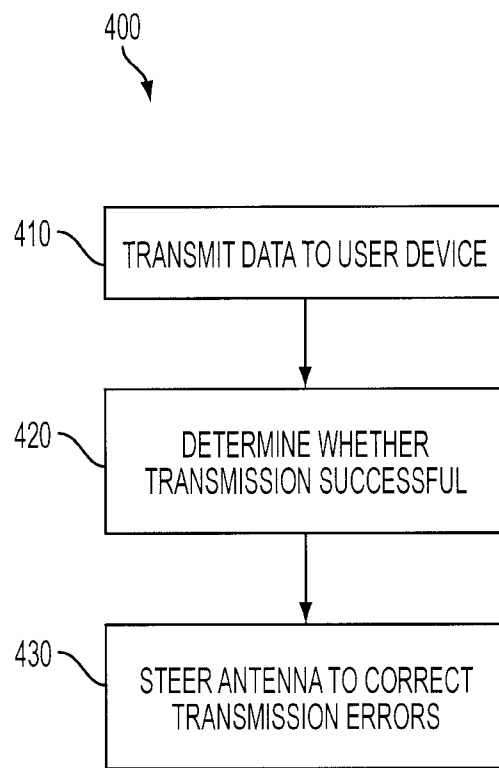 400
410
TRANSMIT DATA TO USER DEVICE
420
DETERMINE WHETHER
TRANSMISSION SUCCESSFUL
430
STEER ANTENNA TO CORRECT
TRANSMISSION ERRORS